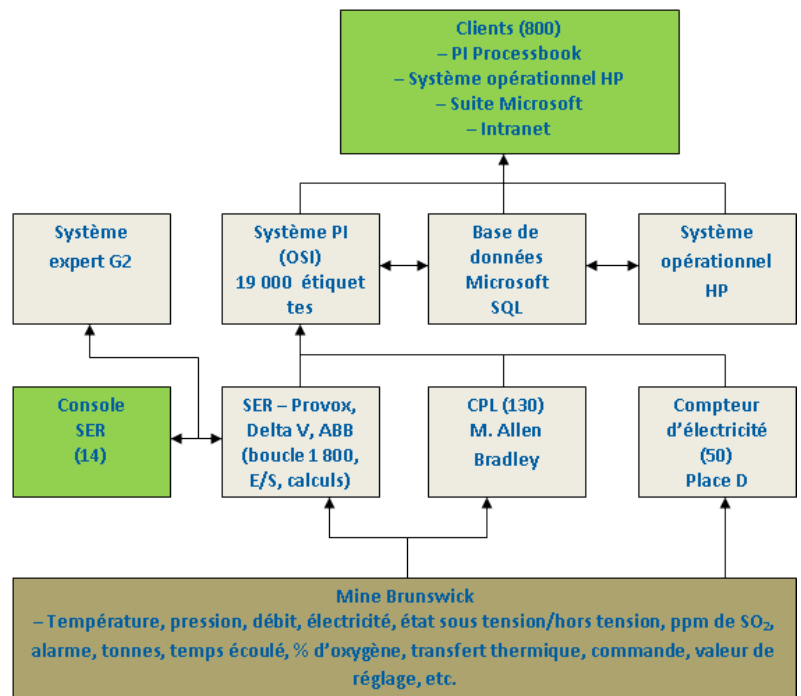 Clients (800)
– PI Processbook
– Système opérationnel HP
– Suite Microsoft
– Intranet
Système
expert G2
Système PI
(OSI)
19 000 étiquet
tes
Base de
données
Microsoft
SQL
Système
opérationnel
HP
Console
SER
(14)
SER – Provox,
Delta V, ABB
(boucle 1 800,
E/S, calculs)
CPL (130)
M. Allen
Bradley
Compteur
d'électricité
(50)
Place D
Mine Brunswick
– Température, pression, débit, électricité, état sous tension/hors tension, ppm de SO₂,
alarme, tonnes, temps écoulé, % d'oxygène, transfert thermique, commande, valeur de
réglage, etc.